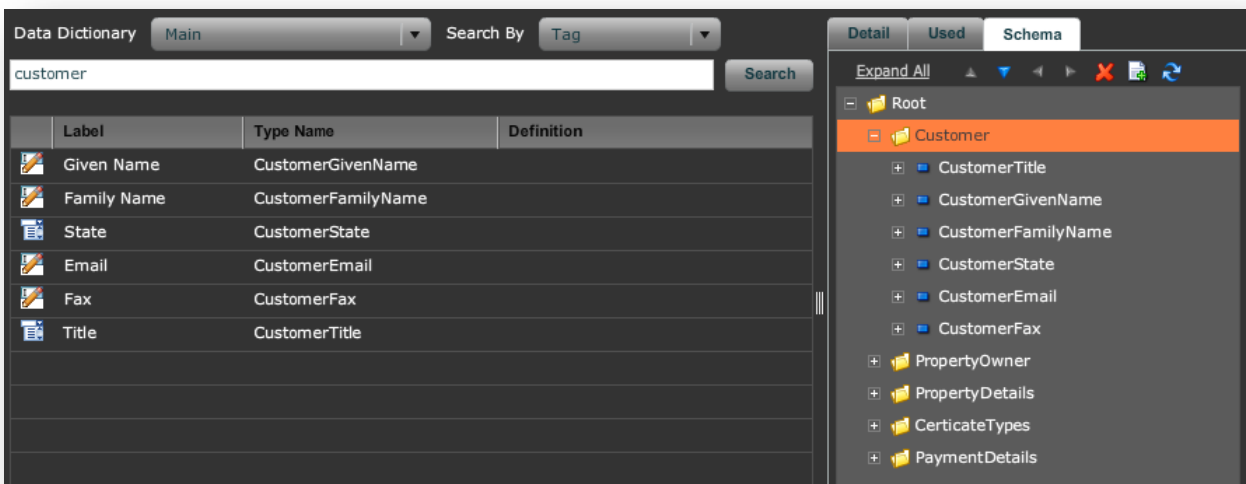 Data Dictionary Main Search By Tag
customer Search
Label Type Name Definition
Given Name CustomerGivenName
Family Name CustomerFamilyName
State CustomerState
Email CustomerEmail
Fax CustomerFax
Title CustomerTitle
Detail Used Schema
Expand All
Root
Customer
CustomerTitle
CustomerGivenName
CustomerFamilyName
CustomerState
CustomerEmail
CustomerFax
PropertyOwner
PropertyDetails
CerticateTypes
PaymentDetails